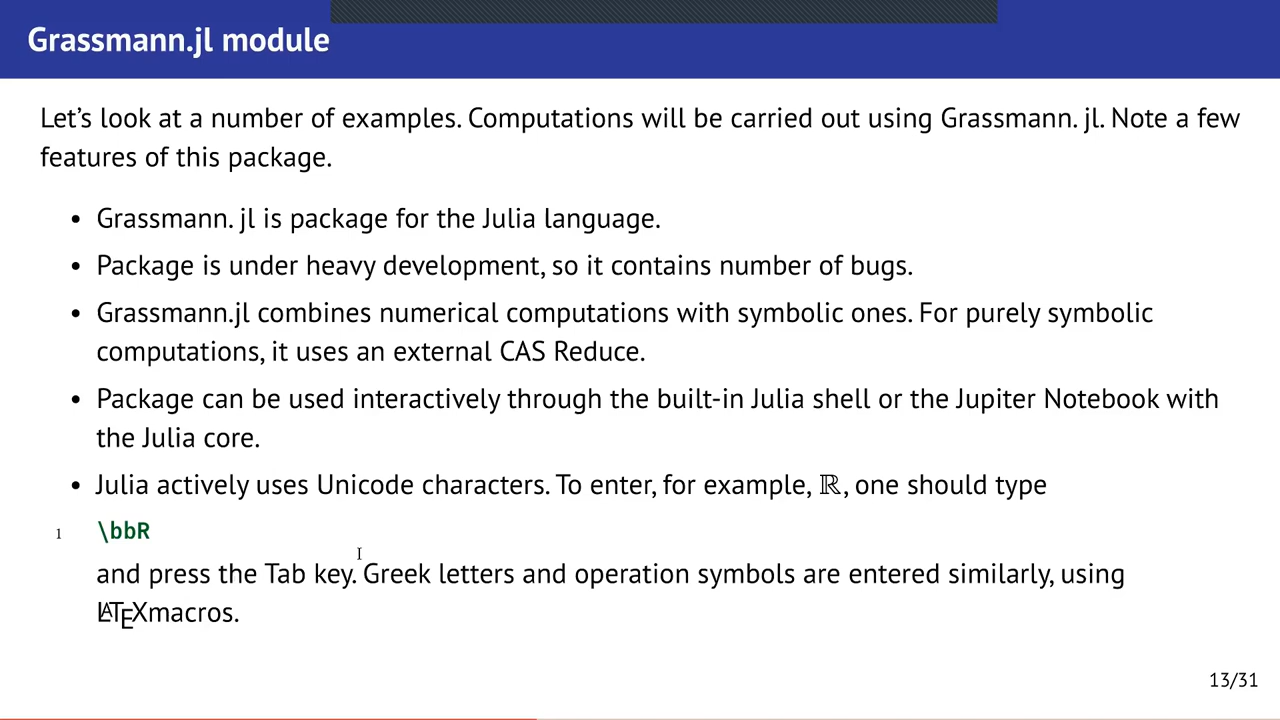 Grassmann.jl module
Let's look at a number of examples. Computations will be carried out using Grassmann. jl. Note a few
features of this package.
• Grassmann. jl is package for the Julia language.
• Package is under heavy development, so it contains number of bugs.
• Grassmann.jl combines numerical computations with symbolic ones. For purely symbolic
computations, it uses an external CAS Reduce.
• Package can be used interactively through the built-in Julia shell or the Jupiter Notebook with
the Julia core.
• Julia actively uses Unicode characters. To enter, for example, ℝ, one should type
1 \bbR
and press the Tab key. Greek letters and operation symbols are entered similarly, using
LATEXmacros.
13/31